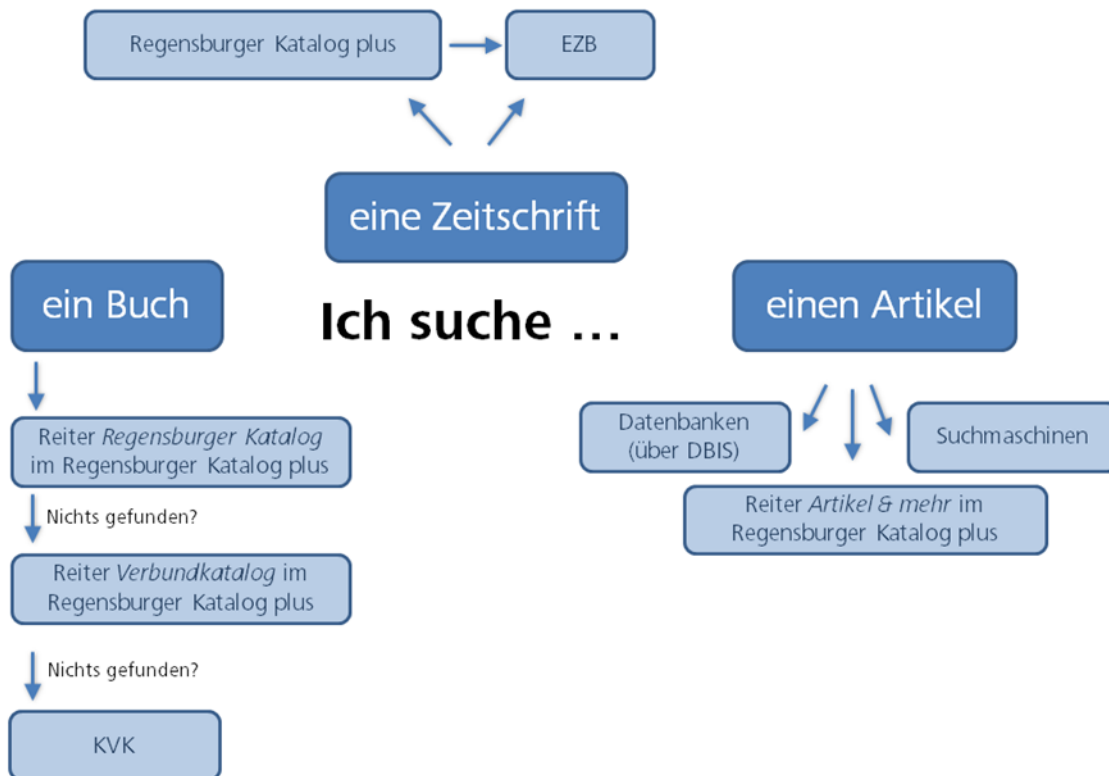 Regensburger Katalog plus
EZB
eine Zeitschrift
ein Buch
Ich suche ...
einen Artikel
Reiter Regensburger Katalog
im Regensburger Katalog plus
Nichts gefunden?
Reiter Verbundkatalog im
Regensburger Katalog plus
Nichts gefunden?
KVK
Datenbanken
(über DBIS)
Suchmaschinen
Reiter Artikel & mehr im
Regensburger Katalog plus